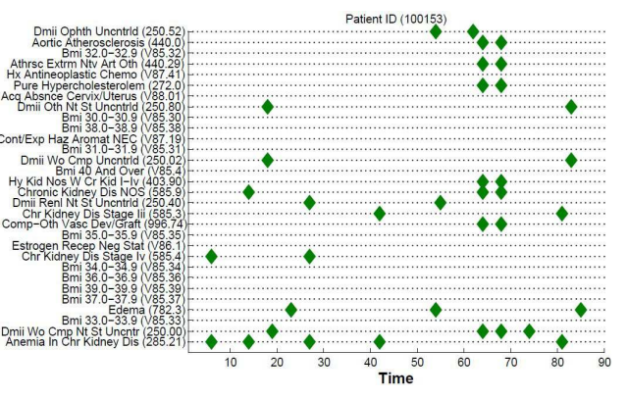 Patient ID (100153)
Dmii Ophth Uncntrld (250.52)
Aortic Atherosclerosis (440.0)
Bmi 32.0-32.9 (V85.32)
Athrsc Extrm Ntv Art Oth (440.29)
Hx Antineoplastic Chemo (V87.41)
Pure Hypercholesterolem (272.0)
Acq Absnce Cervix/Uterus (V88.01)
Dmii Oth Nt St Uncntrld (250.80)
Bmi 30.0-30.9 (V85.30)
Bmi 38.0-38.9 (V85.38)
Cont/Exp Haz Aromat NEC (V87.19)
Bmi 31.0-31.9 (V85.31)
Dmii Wo Cmp Uncntrld (250.02)
Bmi 40 And Over (V85.4)
Hy Kid Nos W Cr Kid I-Iv (403.90)
Chronic Kidney Dis NOS (585.9)
Dmii Renl Nt St Uncntrld (250.40)
Chr Kidney Dis Stage Iii (585.3)
Comp-Oth Vasc Dev/Graft (996.74)
Bmi 35.0-35.9 (V85.35)
Estrogen Recep Neg Stat (V86.1)
Chr Kidney Dis Stage Iv (585.4)
Bmi 34.0-34.9 (V85.34)
Bmi 36.0-36.9 (V85.36)
Bmi 39.0-39.9 (V85.39)
Bmi 37.0-37.9 (V85.37)
Edema (782.3)
Bmi 33.0-33.9 (V85.33)
Dmii Wo Cmp Nt St Uncntr (250.00)
Anemia In Chr Kidney Dis (285.21)
10 20 30 40 50 60 70 80 90
Time